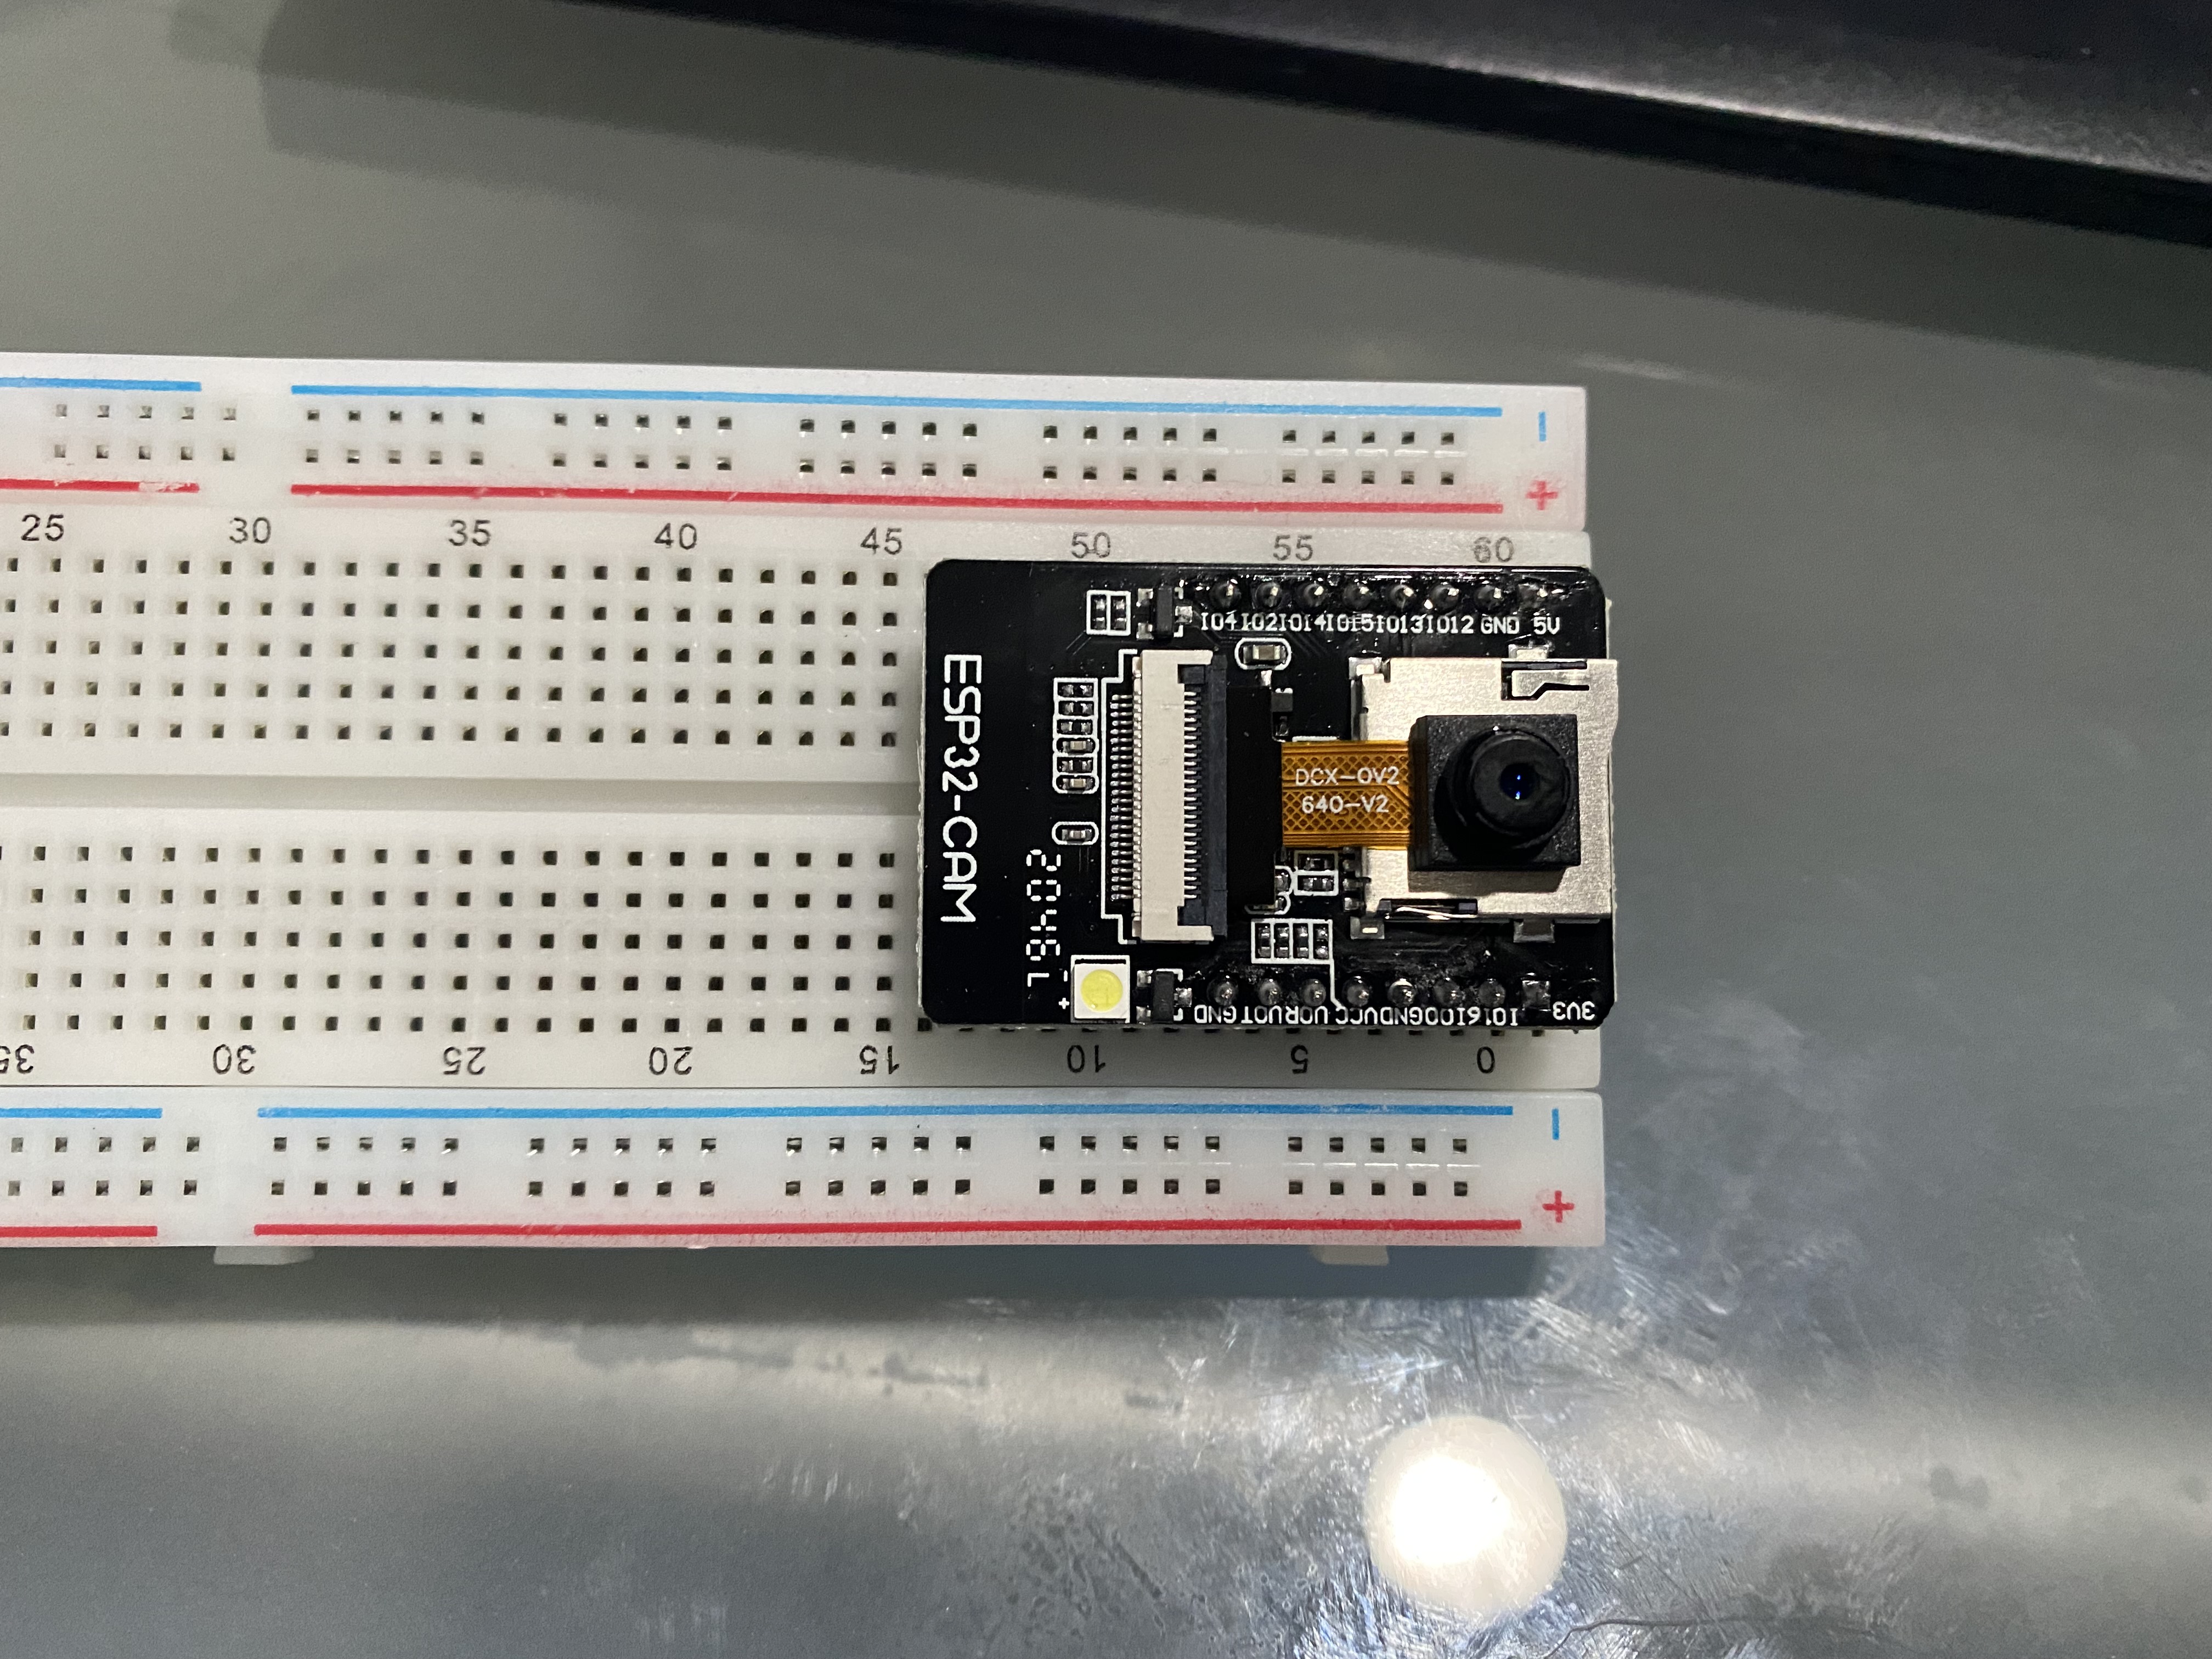 35
30
25
20
15
10
5
0
25
30
35
40
45
50
55
60
ESP32-CAM
2046L
+ -
GND
UOT
UOR
VCC
GND
IO0
IO16
3V3
IO4
IO2
IO14
IO15
IO13
IO12
GND
5V
DCX-OV2
640-V2
+ -
+ -